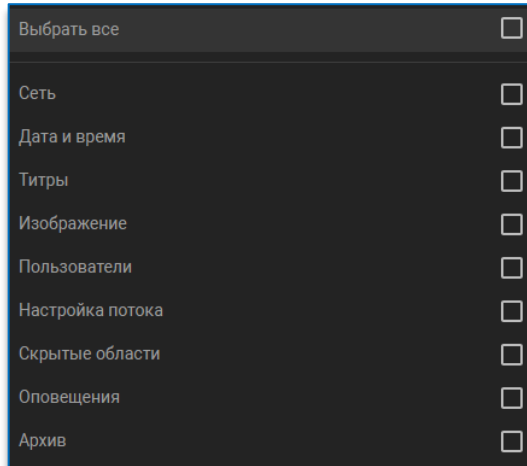 Выбрать все
Сеть
Дата и время
Титры
Изображение
Пользователи
Настройка потока
Скрытые области
Оповещения
Архив